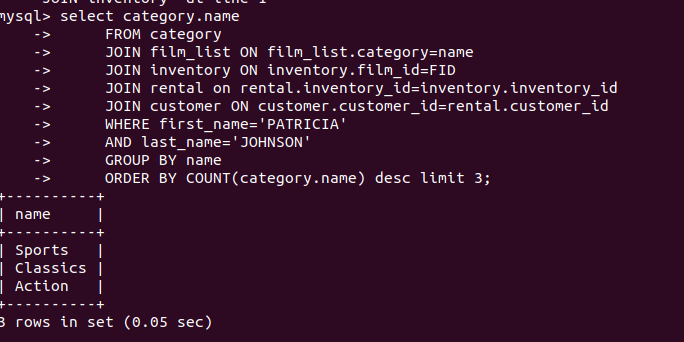 JOIN inventory at line 1
mysql> select category.name
    ->      FROM category
    ->      JOIN film_list ON film_list.category=name
    ->      JOIN inventory ON inventory.film_id=FID
    ->      JOIN rental on rental.inventory_id=inventory.inventory_id
    ->      JOIN customer ON customer.customer_id=rental.customer_id
    ->      WHERE first_name='PATRICIA'
    ->      AND last_name='JOHNSON'
    ->      GROUP BY name
    ->      ORDER BY COUNT(category.name) desc limit 3;
+----------+
| name     |
+----------+
| Sports   |
| Classics |
| Action   |
+----------+
3 rows in set (0.05 sec)